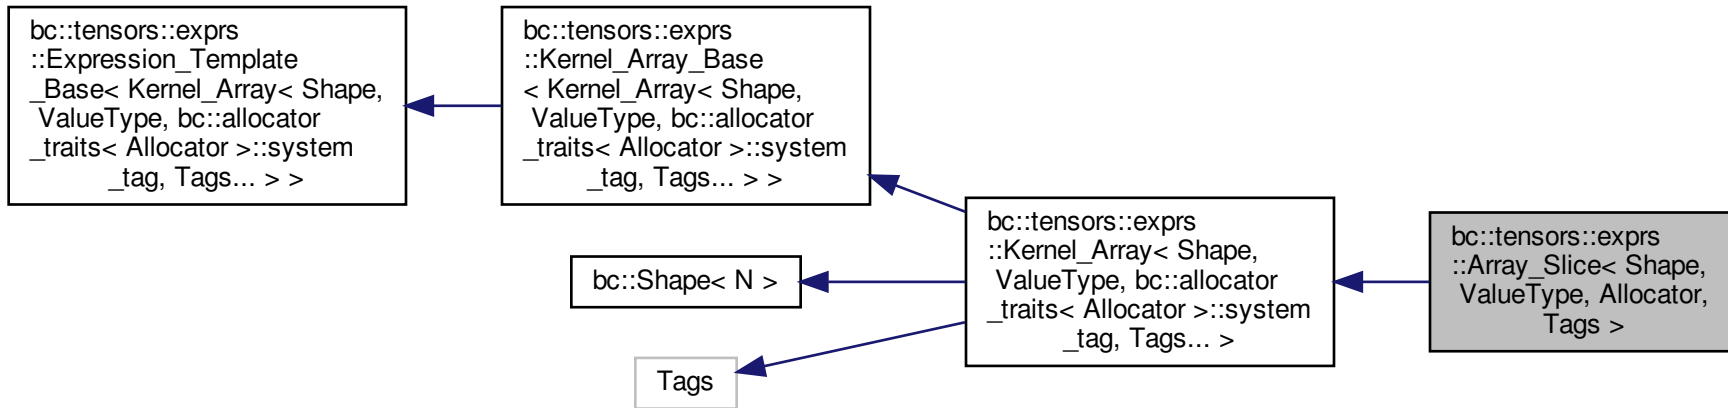 bc::tensors::exprs
::Expression_Template
_Base< Kernel_Array< Shape,
ValueType, bc::allocator
_traits< Allocator >::system
_tag, Tags... > >
bc::tensors::exprs
::Kernel_Array_Base
< Kernel_Array< Shape,
ValueType, bc::allocator
_traits< Allocator >::system
_tag, Tags... > >
bc::Shape< N >
Tags
bc::tensors::exprs
::Kernel_Array< Shape,
ValueType, bc::allocator
_traits< Allocator >::system
_tag, Tags... >
bc::tensors::exprs
::Array_Slice< Shape,
ValueType, Allocator,
Tags >